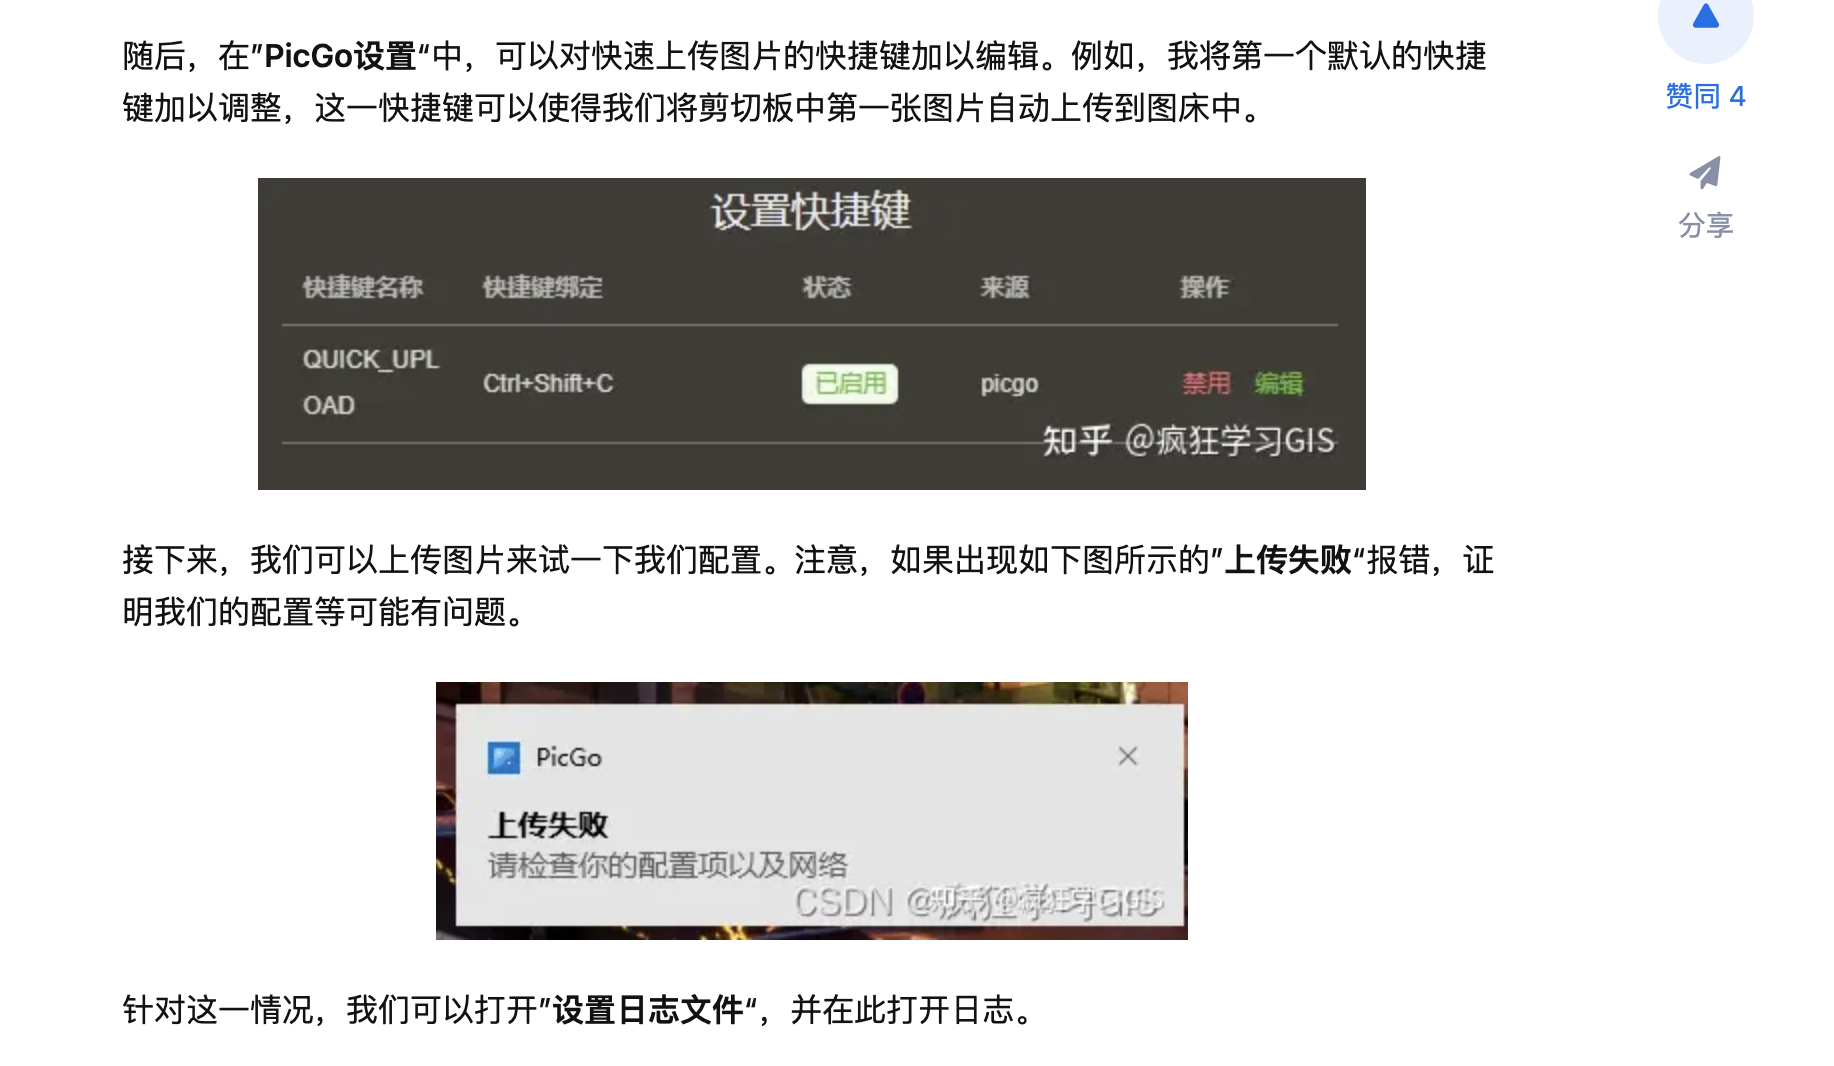 随后，在”PicGo设置“中，可以对快速上传图片的快捷键加以编辑。例如，我将第一个默认的快捷
键加以调整，这一快捷键可以使得我们将剪切板中第一张图片自动上传到图床中。
赞同 4
分享
设置快捷键
快捷键名称 快捷键绑定 状态 来源 操作
QUICK_UPL
OAD
Ctrl+Shift+C 已启用 picgo 禁用 编辑
知乎 @疯狂学习GIS
接下来，我们可以上传图片来试一下我们配置。注意，如果出现如下图所示的”上传失败“报错，证
明我们的配置等可能有问题。
PicGo
上传失败
请检查你的配置项以及网络
CSDN @疯狂学习GIS
针对这一情况，我们可以打开”设置日志文件“，并在此打开日志。